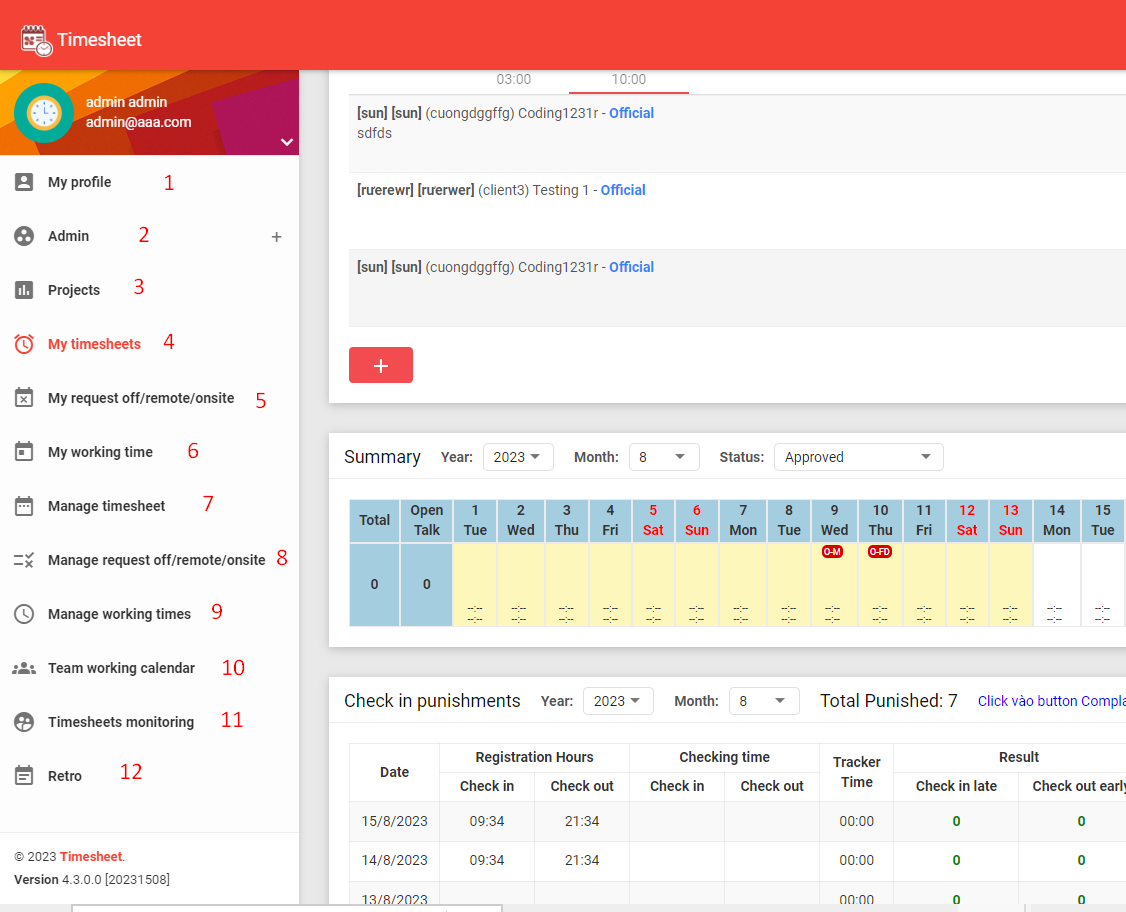 Timesheet
admin admin
admin@aaa.com
My profile 1
Admin 2 +
Projects 3
My timesheets 4
My request off/remote/onsite 5
My working time 6
Manage timesheet 7
Manage request off/remote/onsite 8
Manage working times 9
Team working calendar 10
Timesheets monitoring 11
Retro 12
© 2023 Timesheet.
Version 4.3.0.0 [20231508]
03:00 10:00
[sun] [sun] (cuongdggffg) Coding1231r - Official
sdfds
[rưerewr] [rưerwer] (client3) Testing 1 - Official
[sun] [sun] (cuongdggffg) Coding1231r - Official
+
Summary Year: 2023 Month: 8 Status: Approved
Total Open Talk 1 Tue 2 Wed 3 Thu 4 Fri 5 Sat 6 Sun 7 Mon 8 Tue 9 Wed 10 Thu 11 Fri 12 Sat 13 Sun 14 Mon 15 Tue
O-M O-FD
0 0
--:-- --:-- --:-- --:-- --:-- --:-- --:-- --:-- --:-- --:-- --:-- --:-- --:-- --:-- --:--
--:-- --:-- --:-- --:-- --:-- --:-- --:-- --:-- --:-- --:-- --:-- --:-- --:-- --:-- --:--
Check in punishments Year: 2023 Month: 8 Total Punished: 7 Click vào button Compla
Date Registration Hours Checking time Tracker Time Result
Check in Check out Check in Check out Check in late Check out early
15/8/2023 09:34 21:34 00:00 0 0
14/8/2023 09:34 21:34 00:00 0 0
13/8/2023 00:00 0 0